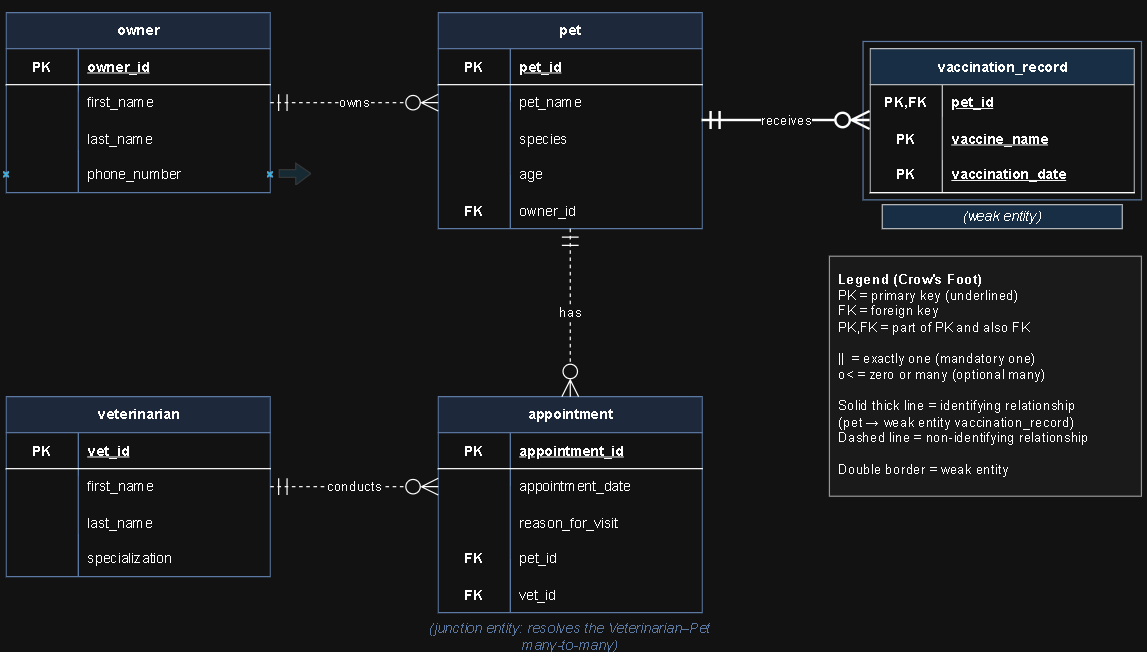 owner
PK owner_id
first_name
last_name
phone_number
owns
pet
PK pet_id
pet_name
species
age
FK owner_id
receives
vaccination_record
PK,FK pet_id
PK vaccine_name
PK vaccination_date
(weak entity)
has
Legend (Crow's Foot)
PK = primary key (underlined)
FK = foreign key
PK,FK = part of PK and also FK
|| = exactly one (mandatory one)
o< = zero or many (optional many)
Solid thick line = identifying relationship
(pet → weak entity vaccination_record)
Dashed line = non-identifying relationship
Double border = weak entity
veterinarian
PK vet_id
first_name
last_name
specialization
conducts
appointment
PK appointment_id
appointment_date
reason_for_visit
FK pet_id
FK vet_id
(junction entity: resolves the Veterinarian–Pet
many-to-many)